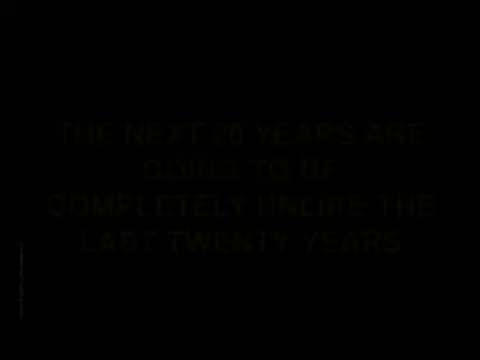 THE NEXT 20 YEARS ARE
GOING TO BE
COMPLETELY UNLIKE THE
LAST TWENTY YEARS